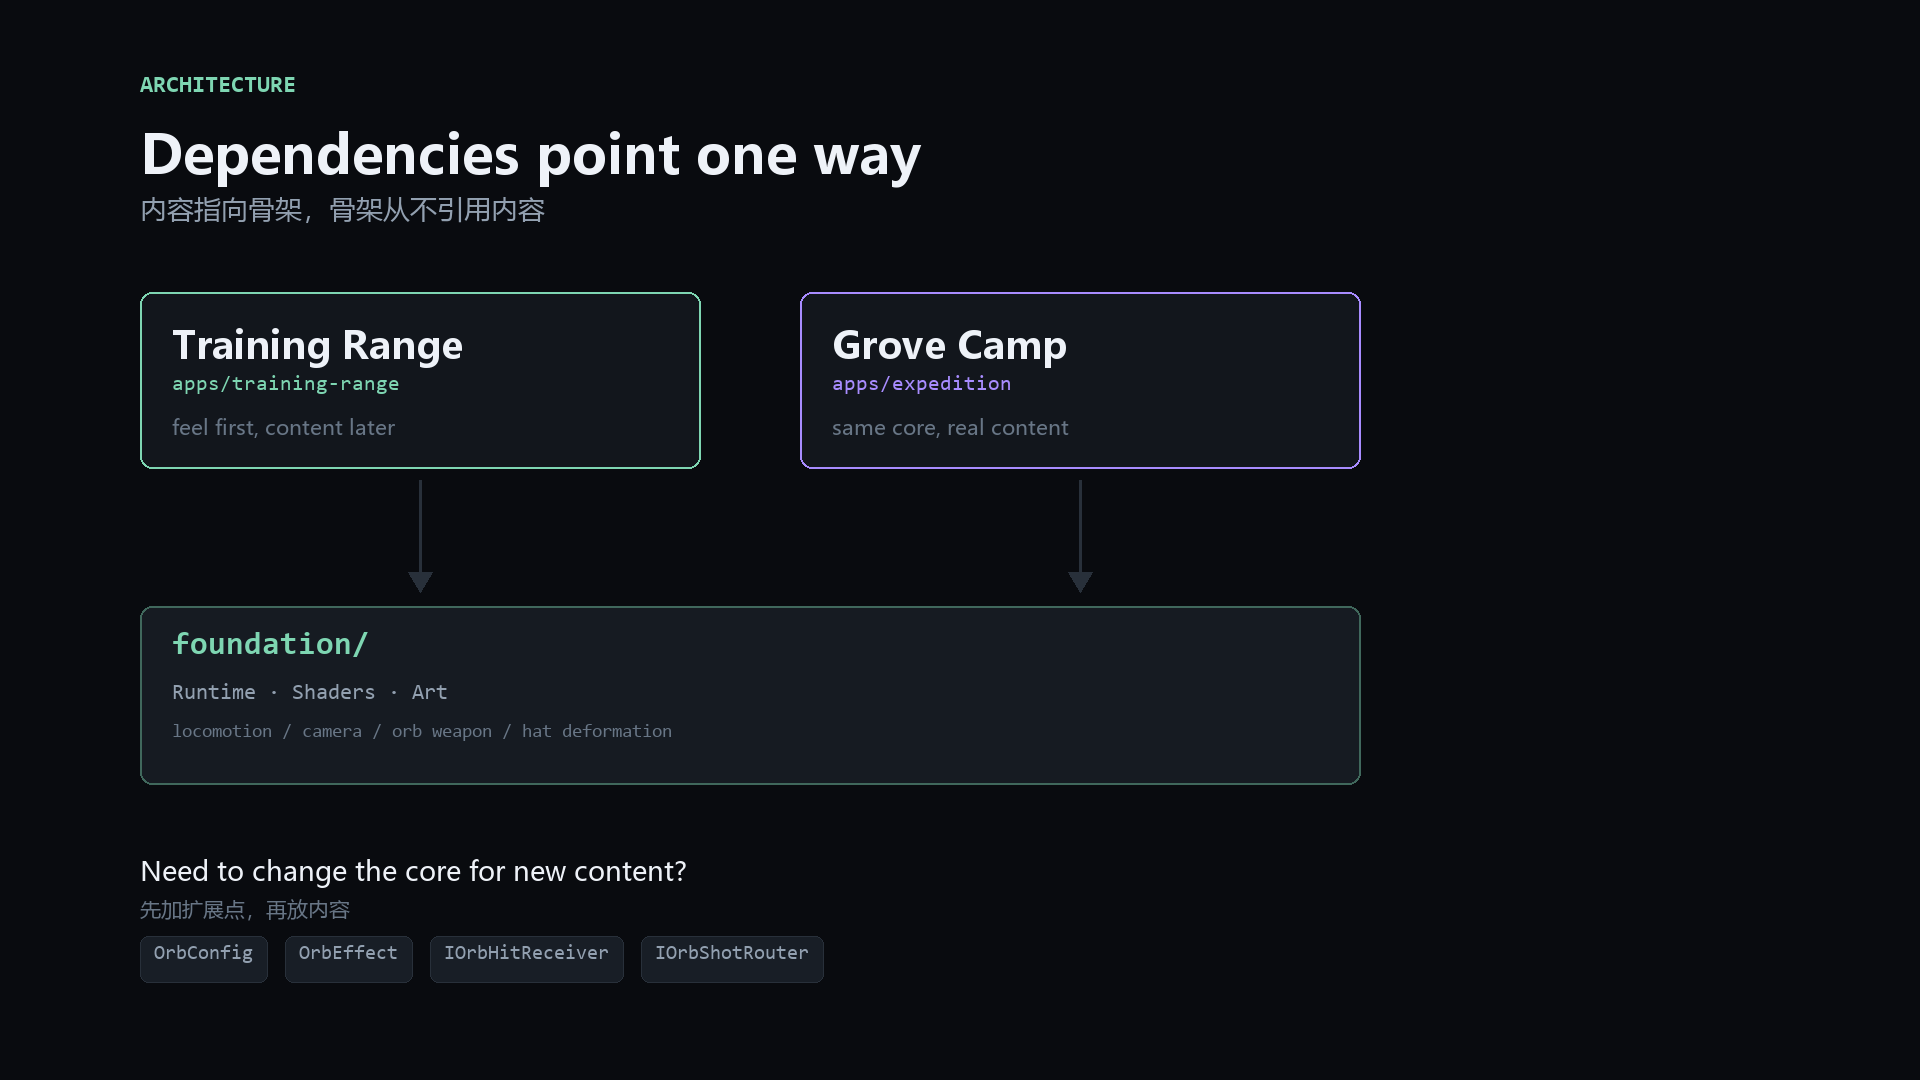 ARCHITECTURE
Dependencies point one way
内容指向骨架，骨架从不引用内容
Training Range
apps/training-range
feel first, content later
Grove Camp
apps/expedition
same core, real content
foundation/
Runtime · Shaders · Art
locomotion / camera / orb weapon / hat deformation
Need to change the core for new content?
先加扩展点，再放内容
OrbConfig
OrbEffect
IOrbHitReceiver
IOrbShotRouter